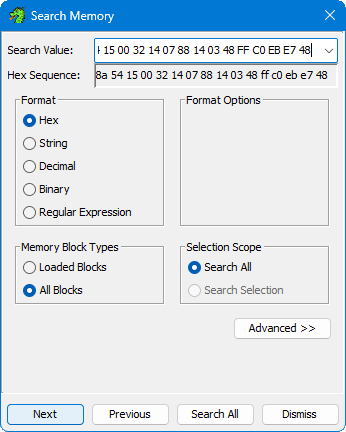 Search Memory
Search Value: 15 00 32 14 07 88 14 03 48 FF C0 EB E7 48
Hex Sequence: 8a 54 15 00 32 14 07 88 14 03 48 ff c0 eb e7 48
Format
Format Options
Hex
String
Decimal
Binary
Regular Expression
Memory Block Types
Selection Scope
Loaded Blocks
Search All
All Blocks
Search Selection
Advanced >>
Next
Previous
Search All
Dismiss